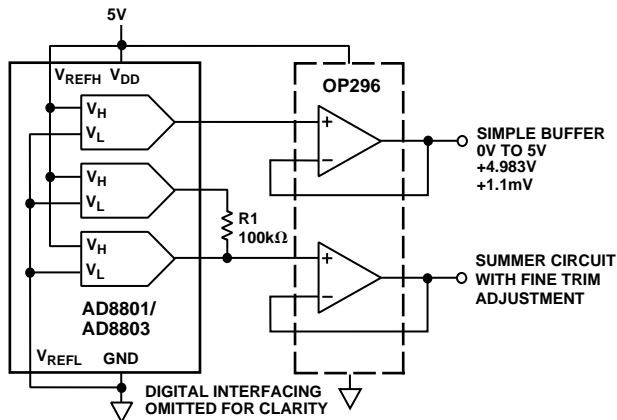 5V
VREFH VDD
OP296
VH
VL
SIMPLE BUFFER
0V TO 5V
+4.983V
+1.1mV
VH
VL
R1
100kΩ
VH
VL
SUMMER CIRCUIT
WITH FINE TRIM
ADJUSTMENT
AD8801/
AD8803
VREFL GND
DIGITAL INTERFACING
OMITTED FOR CLARITY
+
−
+
−